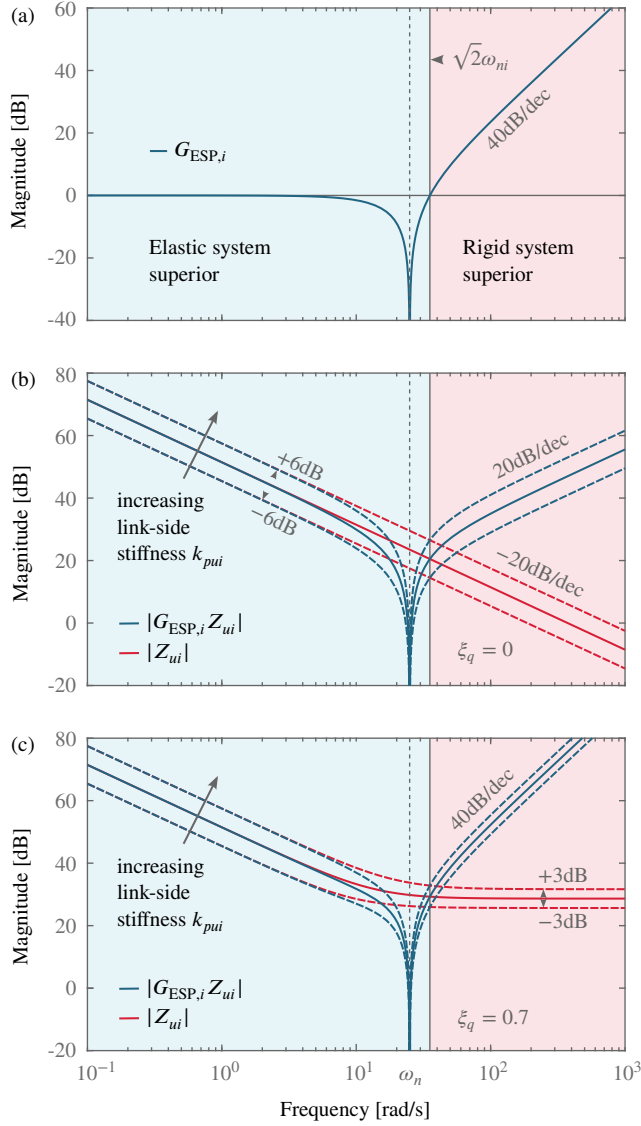 (a)
60
40
20
0
-20
-40
Magnitude [dB]
√2ω_ni
40dB/dec
G_ESP,i
Elastic system
superior
Rigid system
superior
(b)
80
60
40
20
0
-20
Magnitude [dB]
+6dB
-6dB
20dB/dec
-20dB/dec
increasing
link-side
stiffness k_pui
|G_ESP,i Z_ui|
|Z_ui|
ξ_q = 0
(c)
80
60
40
20
0
-20
Magnitude [dB]
40dB/dec
+3dB
-3dB
increasing
link-side
stiffness k_pui
|G_ESP,i Z_ui|
|Z_ui|
ξ_q = 0.7
10^-1 10^0 10^1 ω_n 10^2 10^3
Frequency [rad/s]